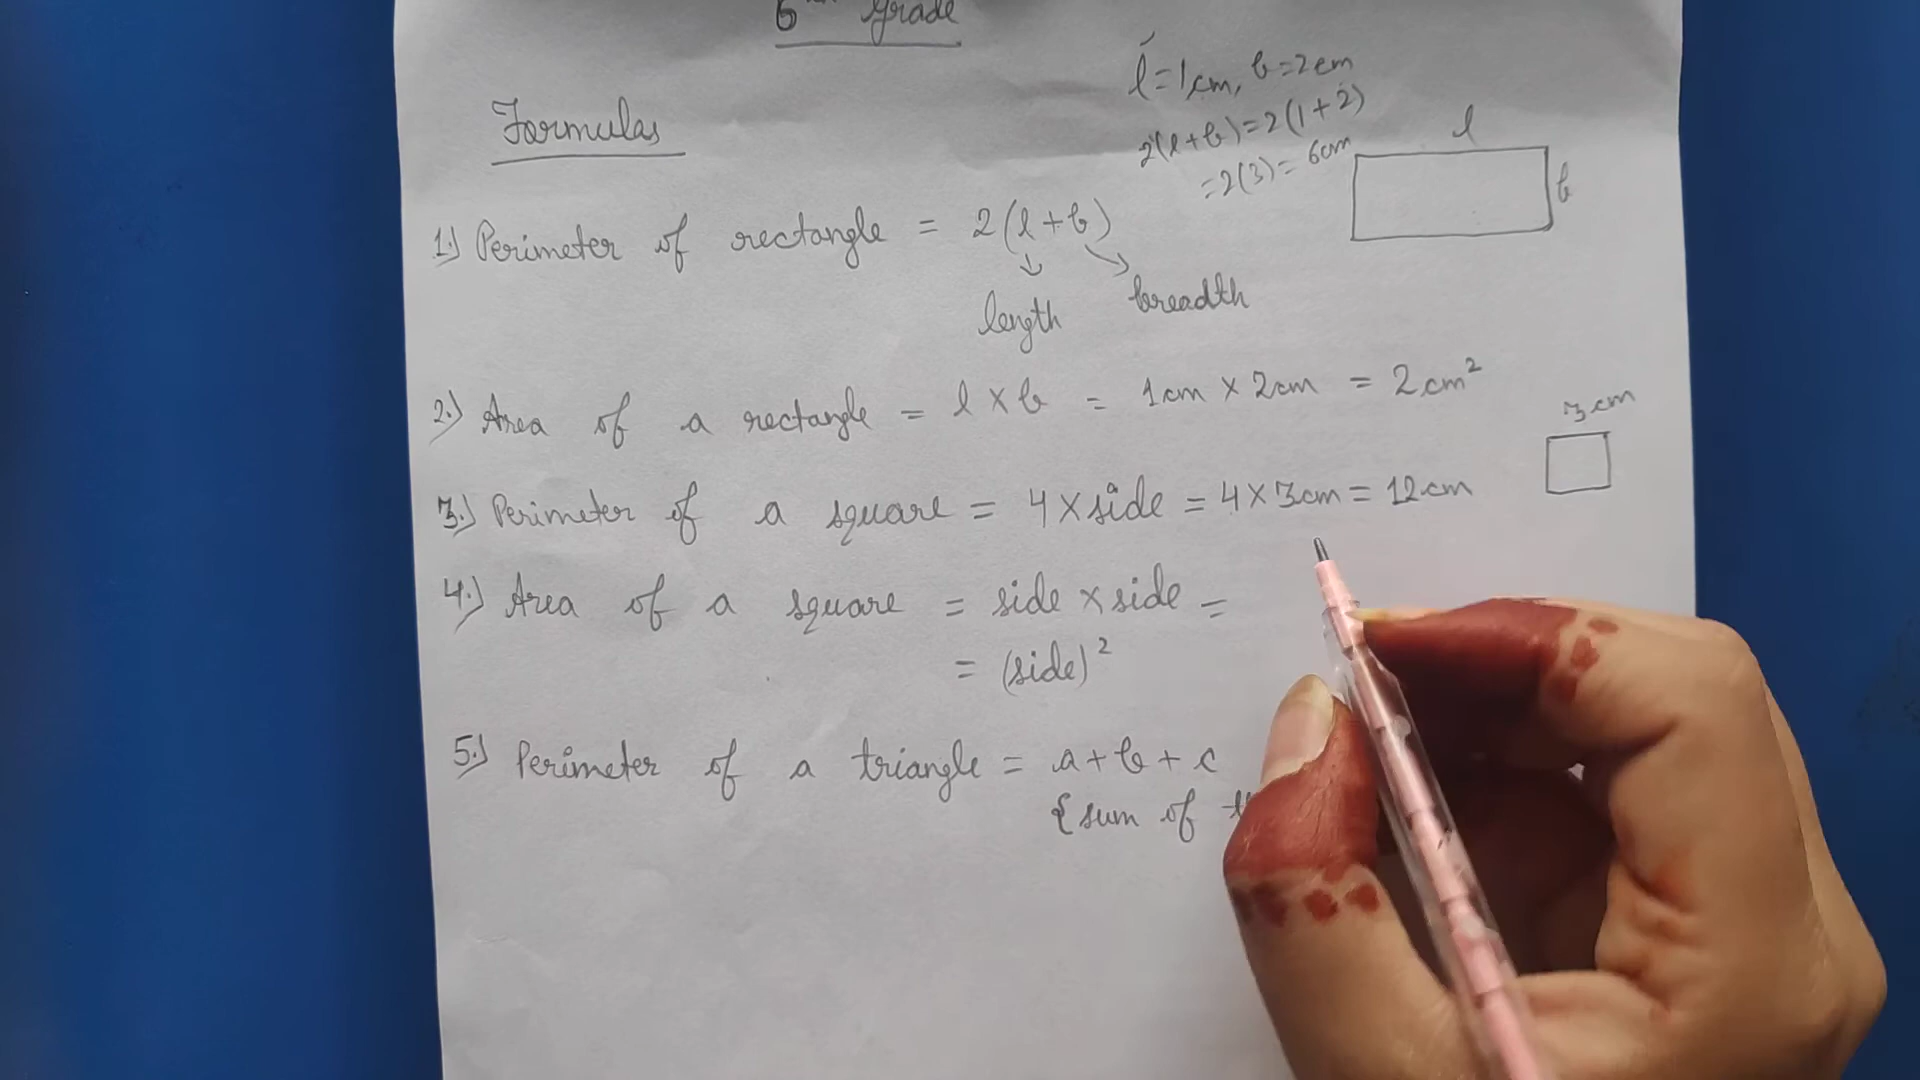 6th Grade
Formulas
l=1cm, b=2cm
2(l+b)=2(1+2)
=2(3)= 6cm
l
b
1.) Perimeter of rectangle = 2(l+b)
length
breadth
2.) Area of a rectangle = l×b = 1cm × 2cm = 2cm²
3cm
3.) Perimeter of a square = 4×side = 4×3cm = 12cm
4.) Area of a square = side × side =
= (side)²
5.) Perimeter of a triangle = a+b+c
{sum of